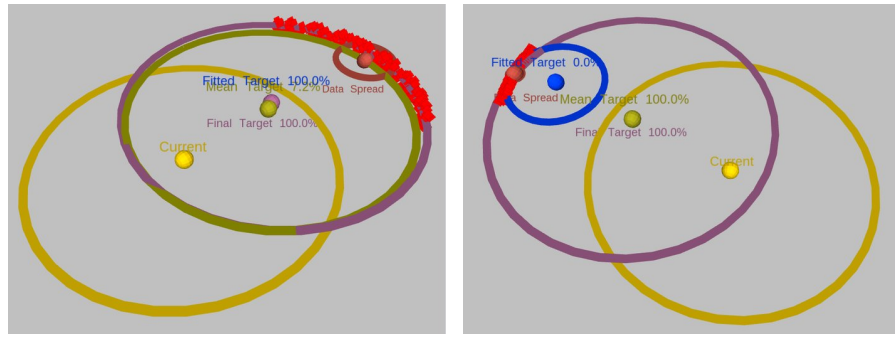 Fitted Target 100.0%
Mean Target 7.2%
Data Spread
Final Target 100.0%
Current
Fitted Target 0.0%
Spread
Mean Target 100.0%
Final Target 100.0%
Current